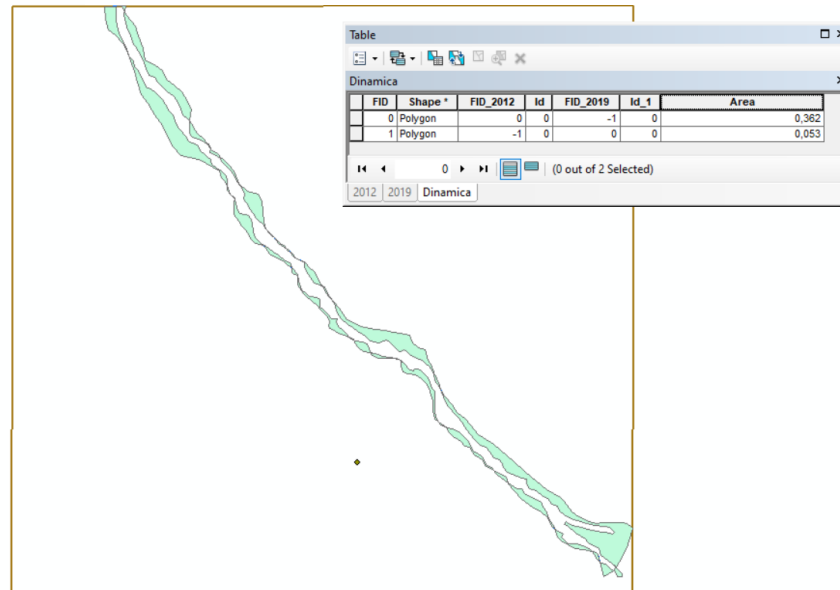 Table
Dinamica
FID Shape * FID_2012 Id FID_2019 Id_1 Area
0 Polygon 0 0 -1 0 0,362
1 Polygon -1 0 0 0 0,053
0 (0 out of 2 Selected)
2012 2019 Dinamica